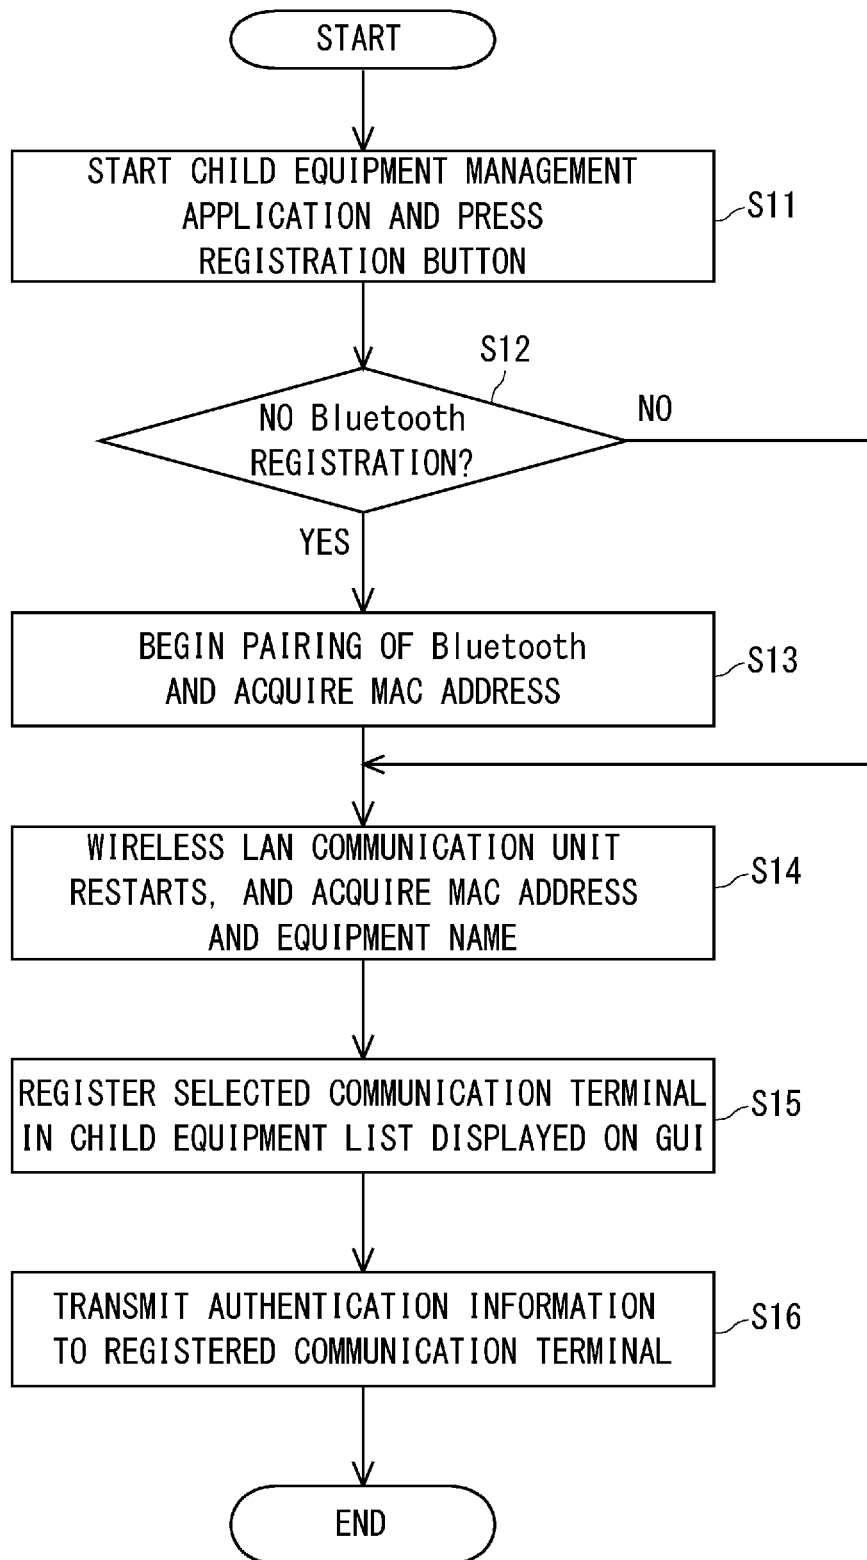 START
START CHILD EQUIPMENT MANAGEMENT
APPLICATION AND PRESS
REGISTRATION BUTTON
S11
S12
NO Bluetooth
REGISTRATION?
NO
YES
BEGIN PAIRING OF Bluetooth
AND ACQUIRE MAC ADDRESS
S13
WIRELESS LAN COMMUNICATION UNIT
RESTARTS, AND ACQUIRE MAC ADDRESS
AND EQUIPMENT NAME
S14
REGISTER SELECTED COMMUNICATION TERMINAL
IN CHILD EQUIPMENT LIST DISPLAYED ON GUI
S15
TRANSMIT AUTHENTICATION INFORMATION
TO REGISTERED COMMUNICATION TERMINAL
S16
END